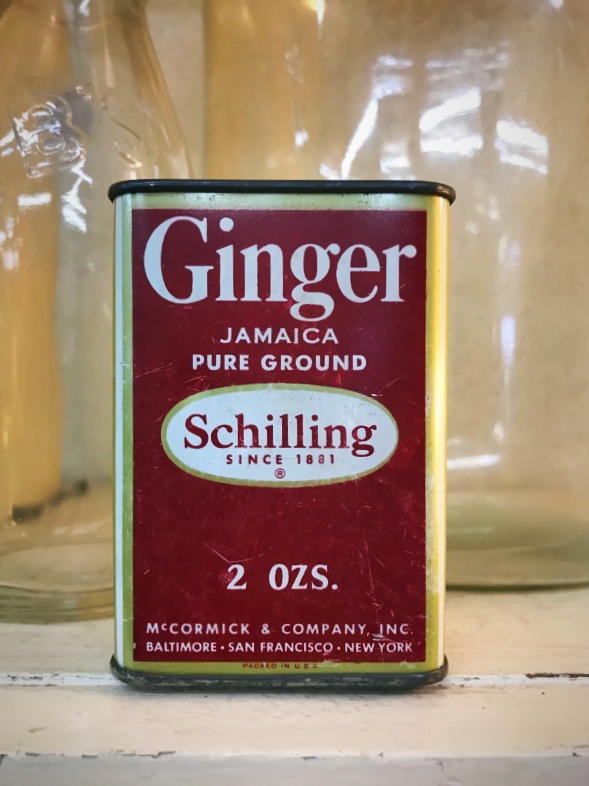 Ginger
JAMAICA
PURE GROUND
Schilling
SINCE 1881
®
2 OZS.
McCORMICK & COMPANY, INC.
BALTIMORE • SAN FRANCISCO • NEW YORK
PACKED IN U.S.A.